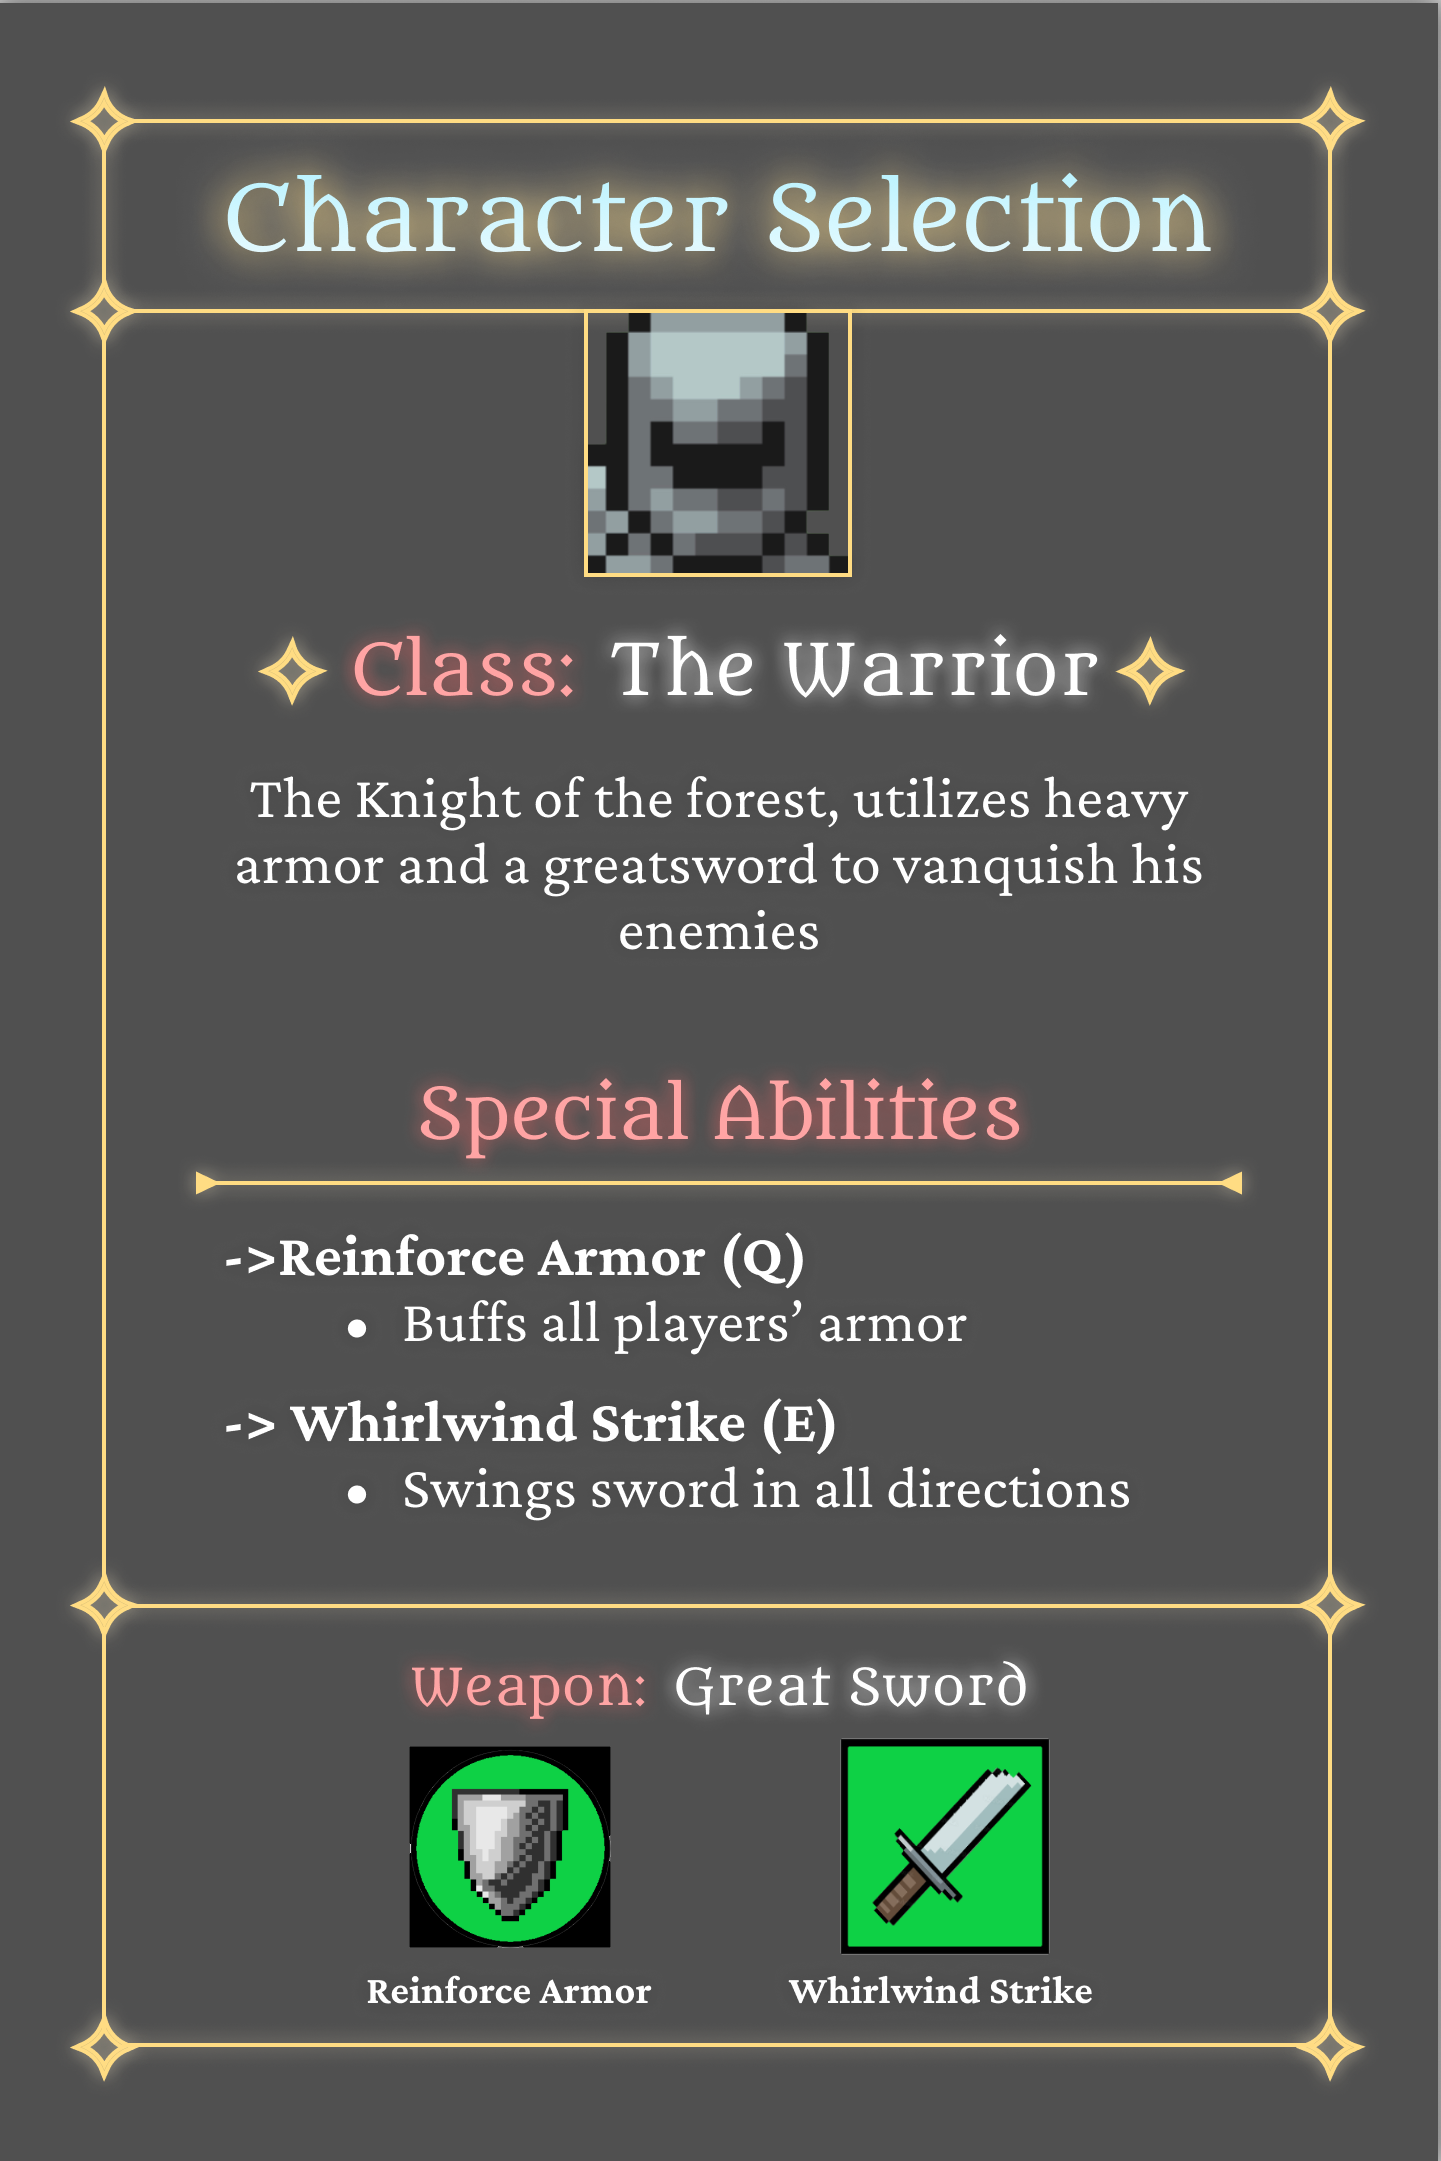 Character Selection
Class: The Warrior
The Knight of the forest, utilizes heavy
armor and a greatsword to vanquish his
enemies
Special Abilities
->Reinforce Armor (Q)
• Buffs all players’ armor
-> Whirlwind Strike (E)
• Swings sword in all directions
Weapon: Great Sword
Reinforce Armor
Whirlwind Strike